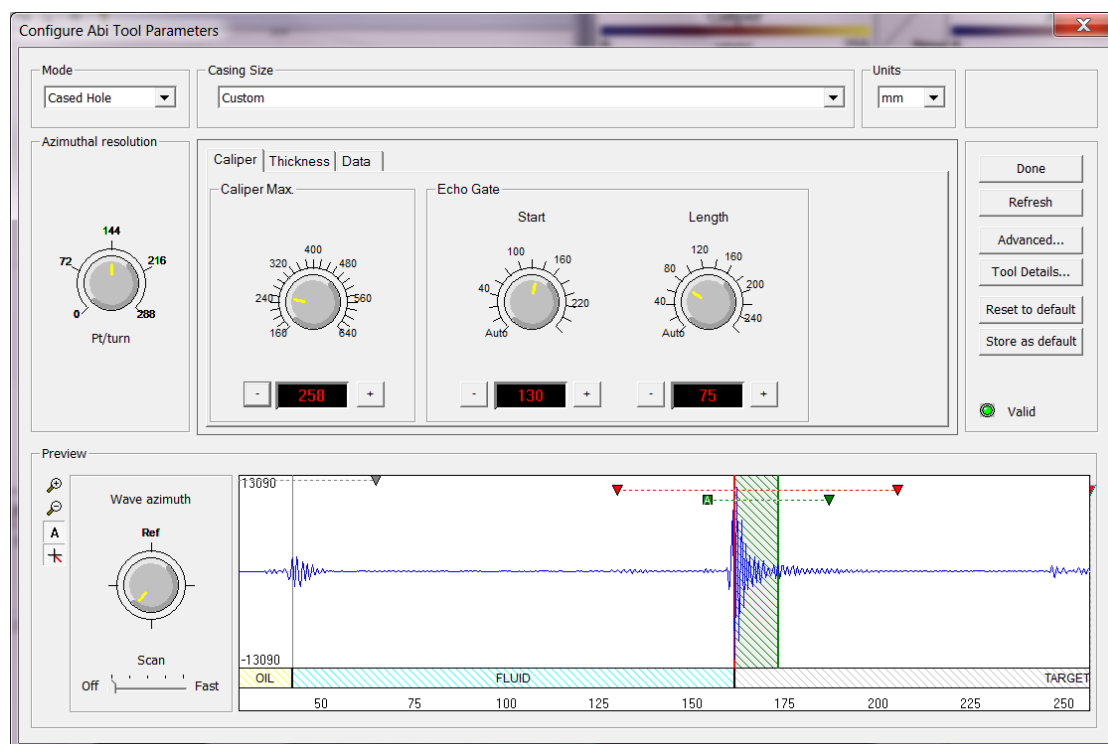 Configure Abi Tool Parameters
X
Mode
Casing Size
Units
Cased Hole
Custom
mm
Azimuthal resolution
0
72
144
216
288
Pt/turn
Caliper
Thickness
Data
Caliper Max.
160
240
320
400
480
560
640
- 258 +
Echo Gate
Start
Auto
40
100
160
220
- 130 +
Length
Auto
40
80
120
160
200
240
- 75 +
Done
Refresh
Advanced...
Tool Details...
Reset to default
Store as default
Valid
Preview
A
Wave azimuth
Ref
Scan
Off
Fast
13090
A
-13090
OIL
FLUID
TARGET
50 75 100 125 150 175 200 225 250